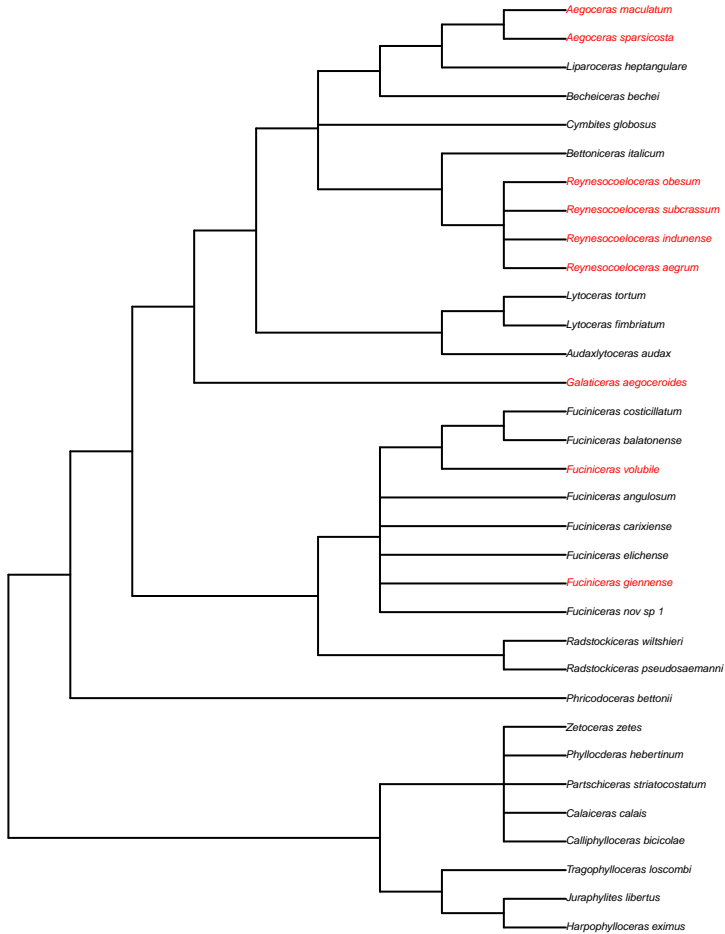 Aegoceras maculatum
Aegoceras sparsicosta
Liparoceras heptangulare
Becheiceras bechei
Cymbites globosus
Bettoniceras italicum
Reynesocoeloceras obesum
Reynesocoeloceras subcrassum
Reynesocoeloceras indunense
Reynesocoeloceras aegrum
Lytoceras tortum
Lytoceras fimbriatum
Audaxlytoceras audax
Galaticeras aegoceroides
Fuciniceras costicillatum
Fuciniceras balatonense
Fuciniceras volubile
Fuciniceras angulosum
Fuciniceras carixiense
Fuciniceras elichense
Fuciniceras giennense
Fuciniceras nov sp 1
Radstockiceras wiltshieri
Radstockiceras pseudosaemanni
Phricodoceras bettonii
Zetoceras zetes
Phyllocderas hebertinum
Partschiceras striatocostatum
Calaiceras calais
Calliphylloceras bicicolae
Tragophylloceras loscombi
Juraphylites libertus
Harpophylloceras eximus